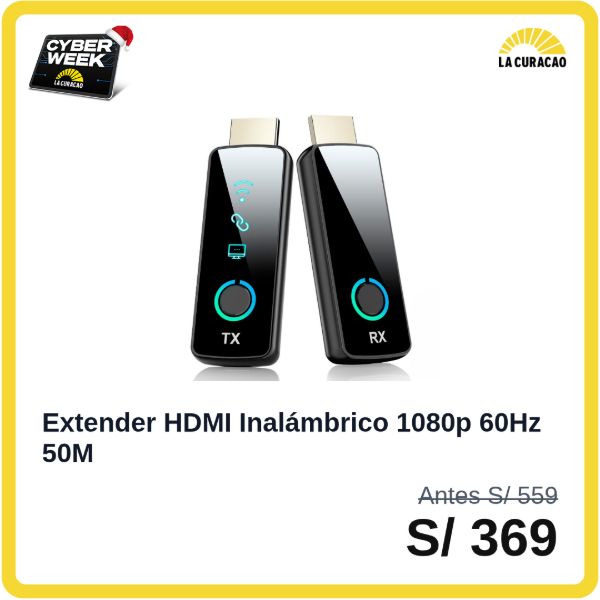 CYBER
WEEK
LA CURACAO
LA CURACAO
TX
RX
Extender HDMI Inalámbrico 1080p 60Hz
50M
Antes S/ 559
S/ 369